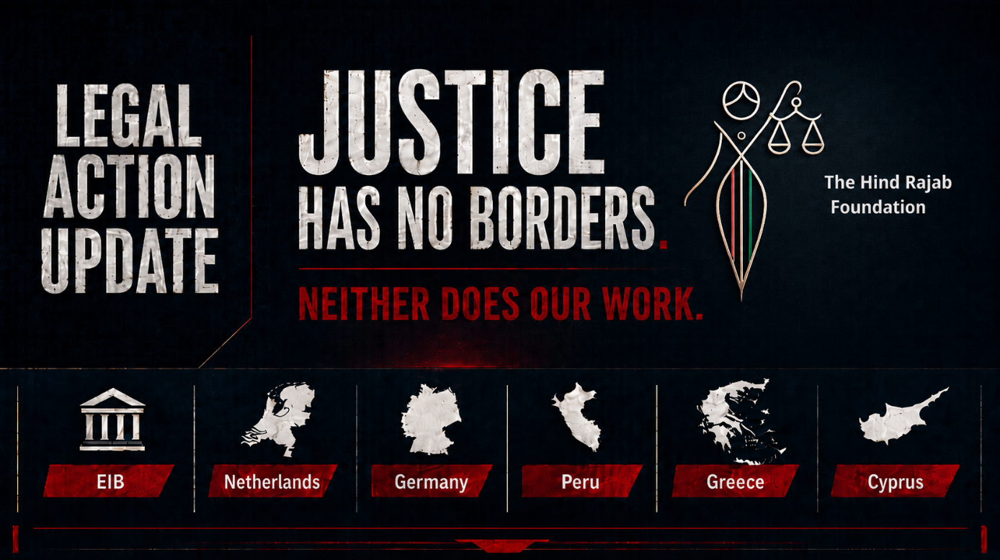 LEGAL
ACTION
UPDATE
JUSTICE
HAS NO BORDERS.
NEITHER DOES OUR WORK.
The Hind Rajab
Foundation
EIB
Netherlands
Germany
Peru
Greece
Cyprus